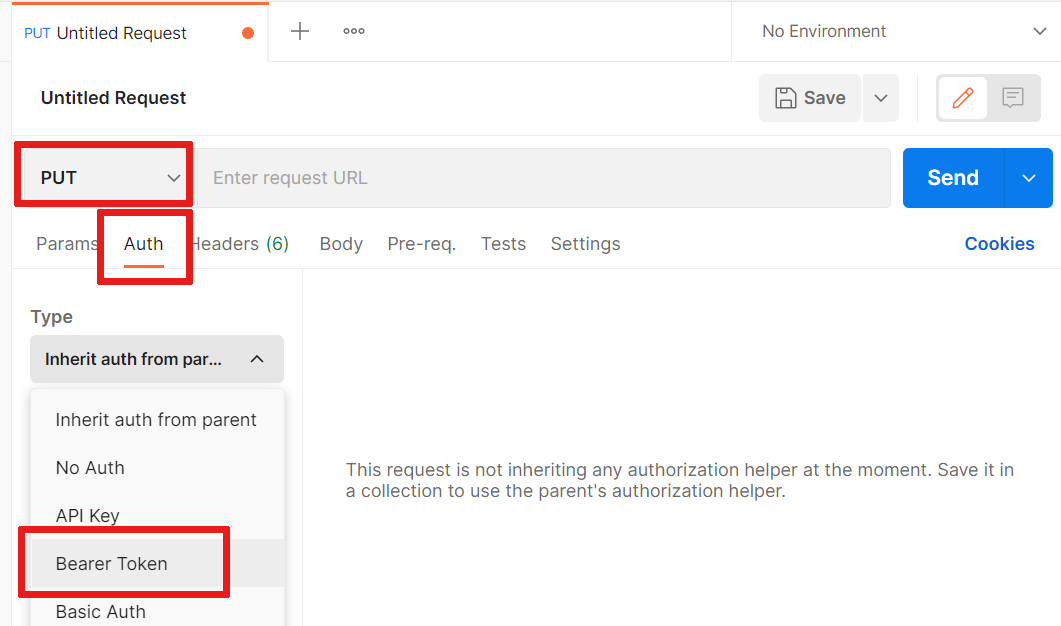 PUT Untitled Request
No Environment
Untitled Request
Save
PUT
Enter request URL
Send
Params Auth Headers (6) Body Pre-req. Tests Settings Cookies
Type
Inherit auth from par...
Inherit auth from parent
No Auth
API Key
Bearer Token
Basic Auth
This request is not inheriting any authorization helper at the moment. Save it in
a collection to use the parent's authorization helper.